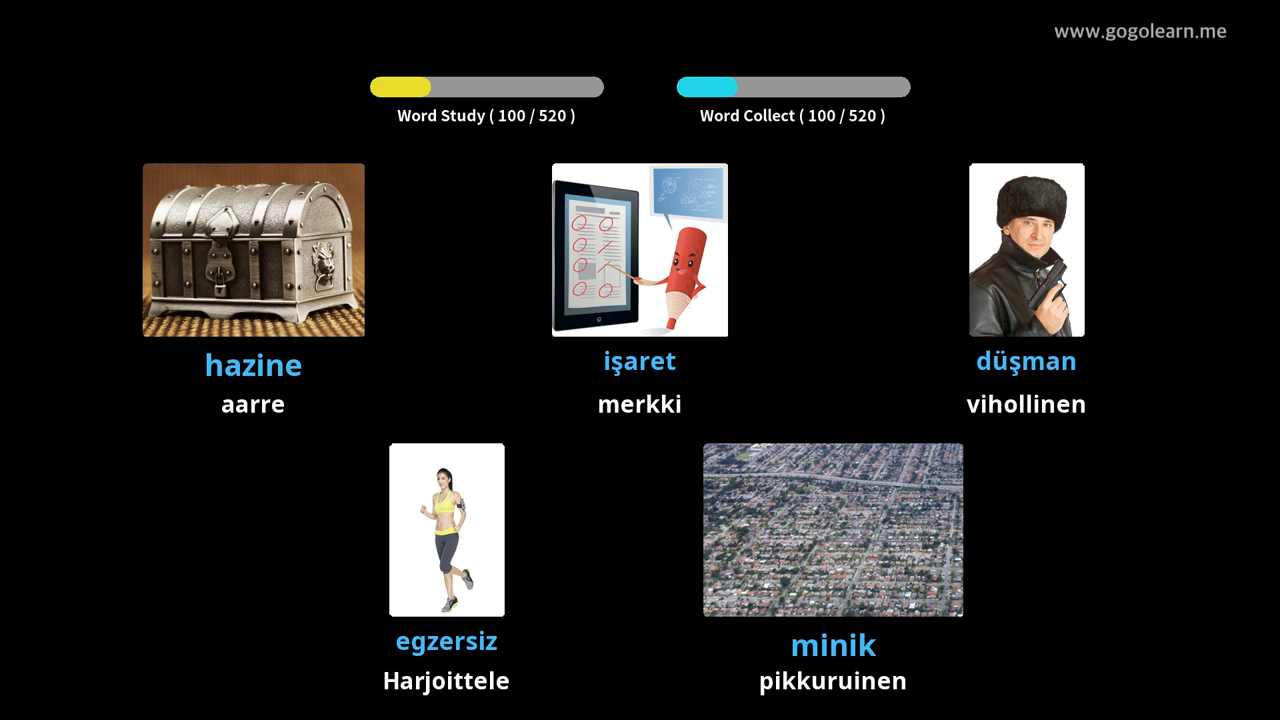 www.gogolearn.me
Word Study ( 100 / 520 )
Word Collect ( 100 / 520 )
hazine
aarre
işaret
merkki
düşman
vihollinen
egzersiz
Harjoittele
minik
pikkuruinen